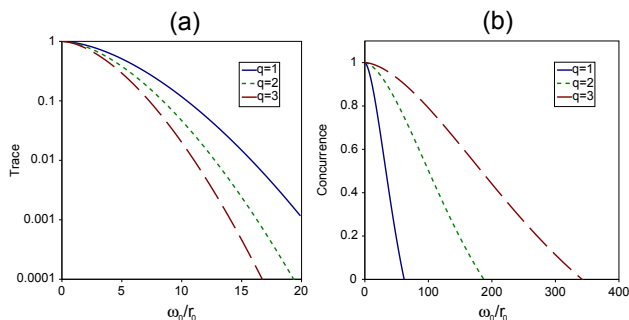 (a)
Trace
1
0.1
0.01
0.001
0.0001
q=1
q=2
q=3
0
5
10
15
20
ω₀/r₀
(b)
Concurrence
1
0.8
0.6
0.4
0.2
0
q=1
q=2
q=3
0
100
200
300
400
ω₀/r₀